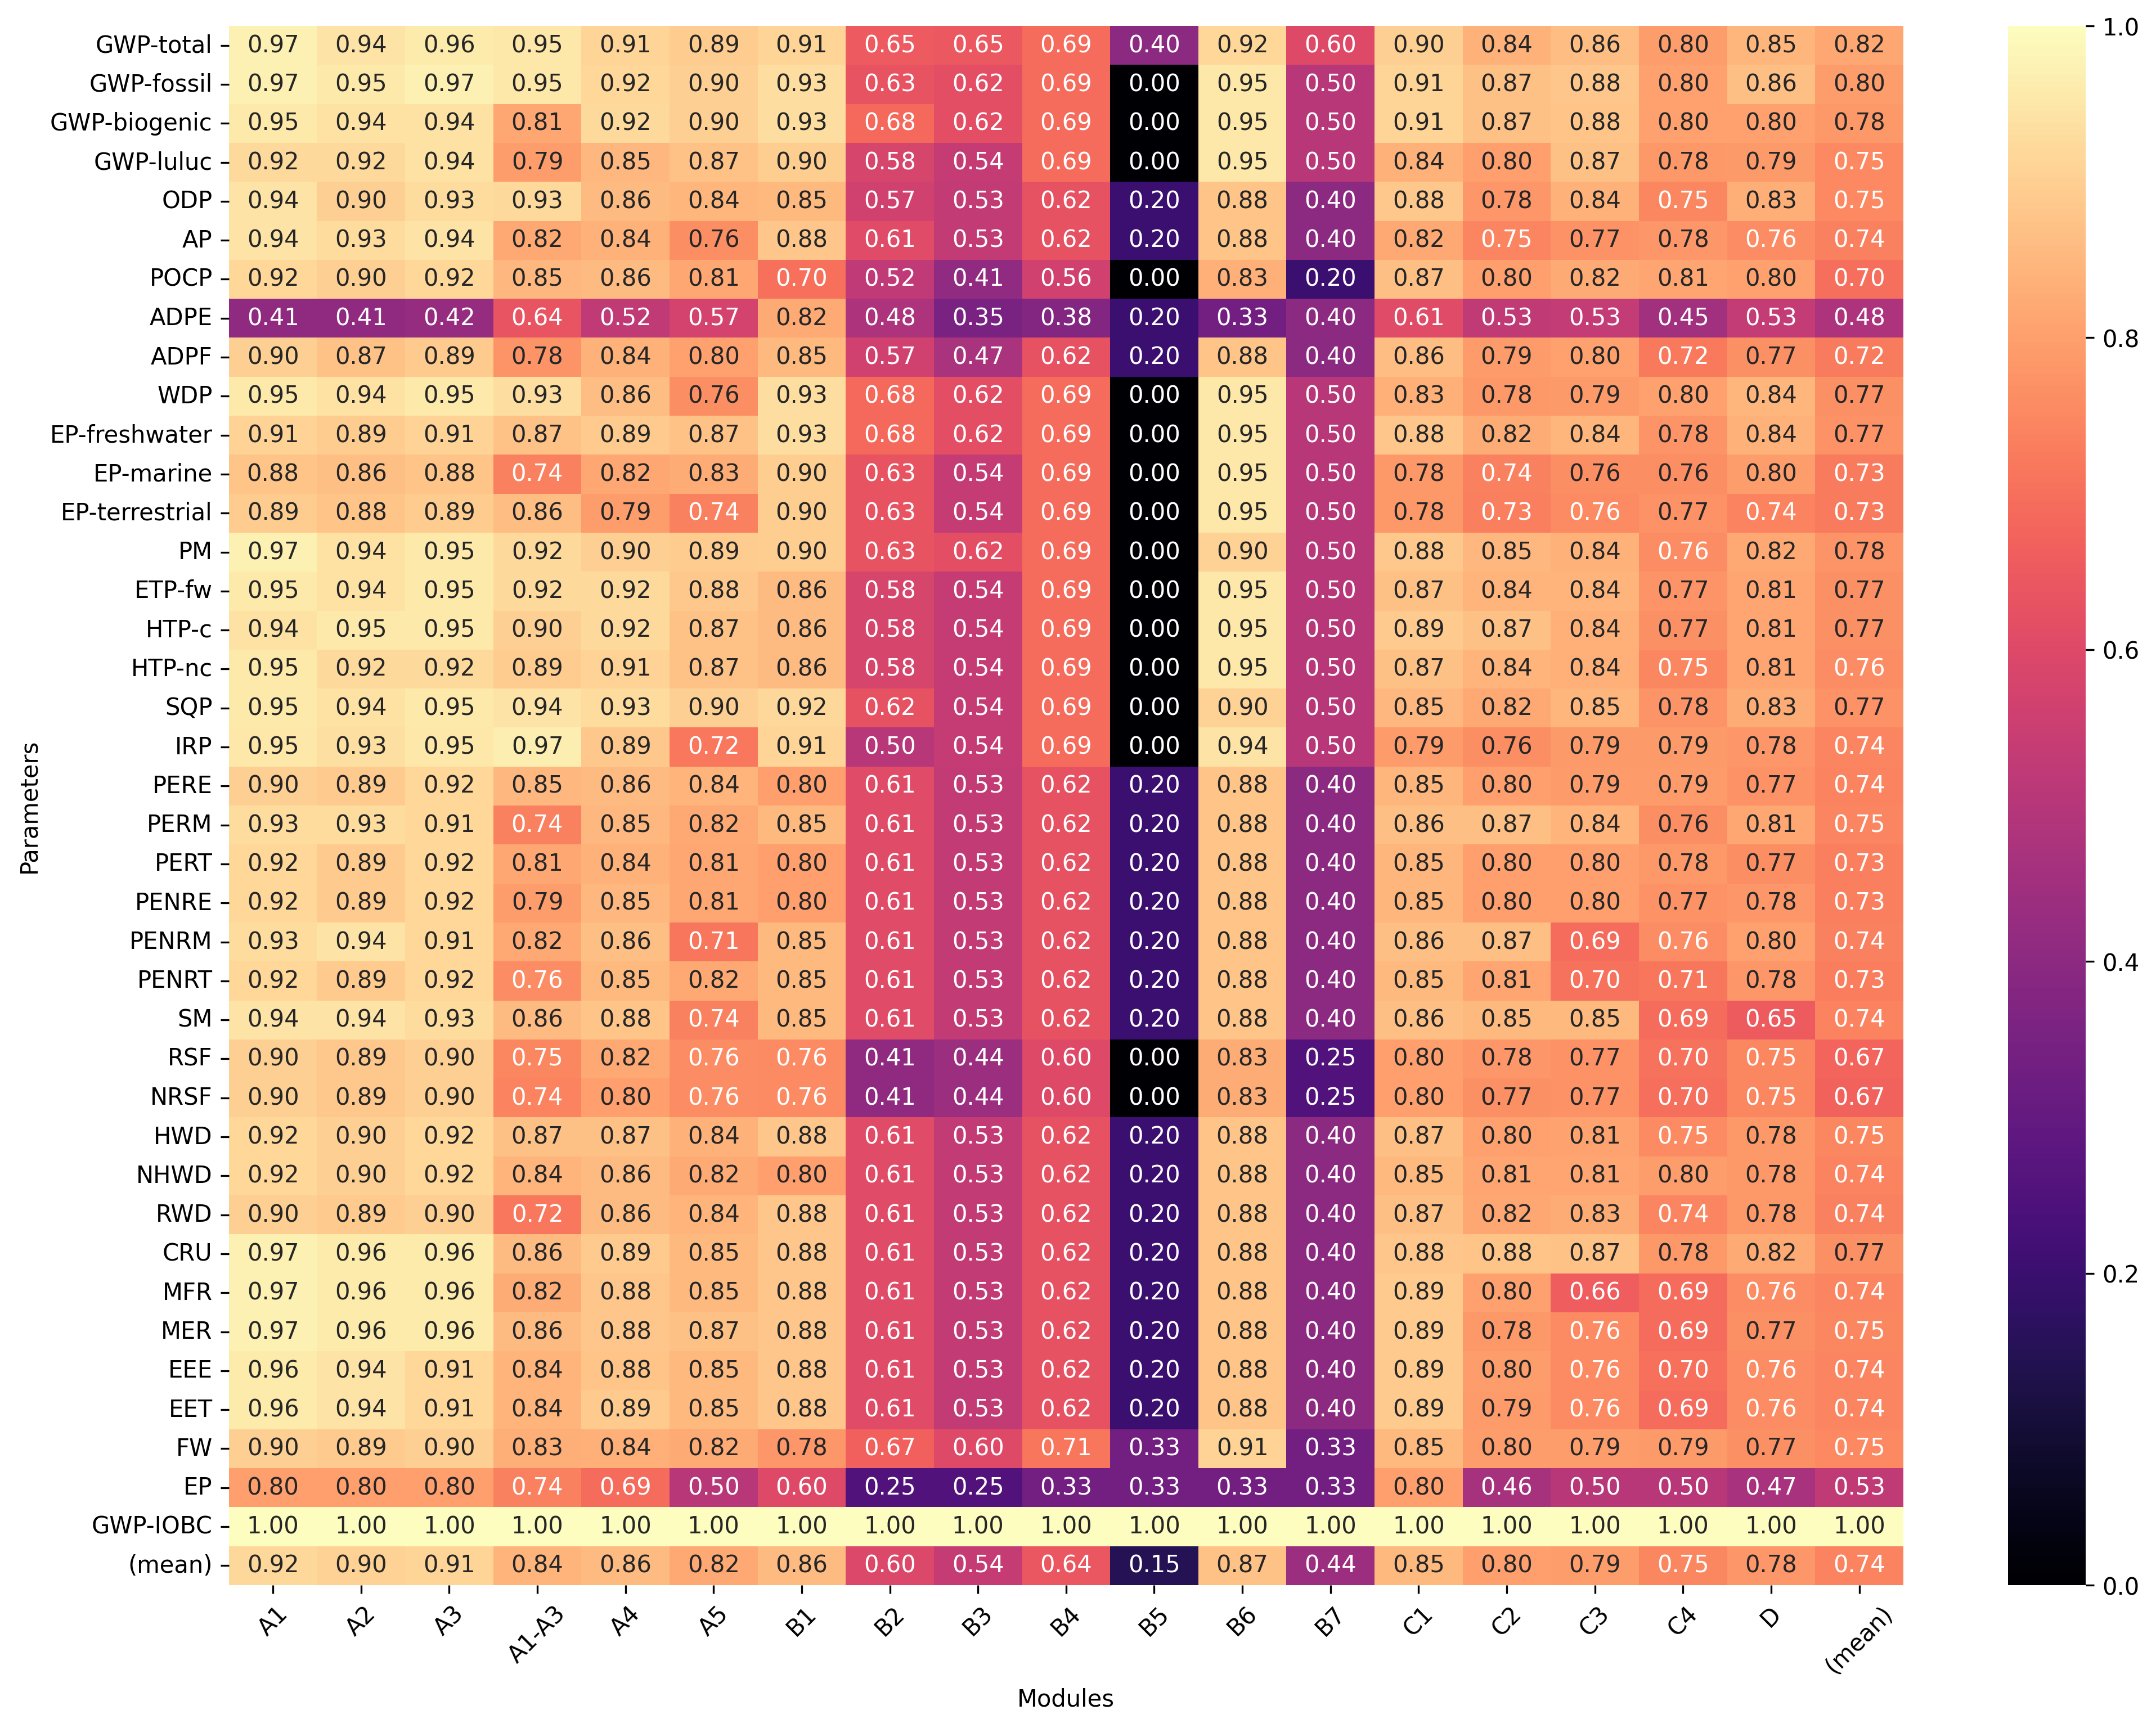 GWP-total 0.97 0.94 0.96 0.95 0.91 0.89 0.91 0.65 0.65 0.69 0.40 0.92 0.60 0.90 0.84 0.86 0.80 0.85 0.82
GWP-fossil 0.97 0.95 0.97 0.95 0.92 0.90 0.93 0.63 0.62 0.69 0.00 0.95 0.50 0.91 0.87 0.88 0.80 0.86 0.80
GWP-biogenic 0.95 0.94 0.94 0.81 0.92 0.90 0.93 0.68 0.62 0.69 0.00 0.95 0.50 0.91 0.87 0.88 0.80 0.80 0.78
GWP-luluc 0.92 0.92 0.94 0.79 0.85 0.87 0.90 0.58 0.54 0.69 0.00 0.95 0.50 0.84 0.80 0.87 0.78 0.79 0.75
ODP 0.94 0.90 0.93 0.93 0.86 0.84 0.85 0.57 0.53 0.62 0.20 0.88 0.40 0.88 0.78 0.84 0.75 0.83 0.75
AP 0.94 0.93 0.94 0.82 0.84 0.76 0.88 0.61 0.53 0.62 0.20 0.88 0.40 0.82 0.75 0.77 0.78 0.76 0.74
POCP 0.92 0.90 0.92 0.85 0.86 0.81 0.70 0.52 0.41 0.56 0.00 0.83 0.20 0.87 0.80 0.82 0.81 0.80 0.70
ADPE 0.41 0.41 0.42 0.64 0.52 0.57 0.82 0.48 0.35 0.38 0.20 0.33 0.40 0.61 0.53 0.53 0.45 0.53 0.48
ADPF 0.90 0.87 0.89 0.78 0.84 0.80 0.85 0.57 0.47 0.62 0.20 0.88 0.40 0.86 0.79 0.80 0.72 0.77 0.72
WDP 0.95 0.94 0.95 0.93 0.86 0.76 0.93 0.68 0.62 0.69 0.00 0.95 0.50 0.83 0.78 0.79 0.80 0.84 0.77
EP-freshwater 0.91 0.89 0.91 0.87 0.89 0.87 0.93 0.68 0.62 0.69 0.00 0.95 0.50 0.88 0.82 0.84 0.78 0.84 0.77
EP-marine 0.88 0.86 0.88 0.74 0.82 0.83 0.90 0.63 0.54 0.69 0.00 0.95 0.50 0.78 0.74 0.76 0.76 0.80 0.73
EP-terrestrial 0.89 0.88 0.89 0.86 0.79 0.74 0.90 0.63 0.54 0.69 0.00 0.95 0.50 0.78 0.73 0.76 0.77 0.74 0.73
PM 0.97 0.94 0.95 0.92 0.90 0.89 0.90 0.63 0.62 0.69 0.00 0.90 0.50 0.88 0.85 0.84 0.76 0.82 0.78
ETP-fw 0.95 0.94 0.95 0.92 0.92 0.88 0.86 0.58 0.54 0.69 0.00 0.95 0.50 0.87 0.84 0.84 0.77 0.81 0.77
HTP-c 0.94 0.95 0.95 0.90 0.92 0.87 0.86 0.58 0.54 0.69 0.00 0.95 0.50 0.89 0.87 0.84 0.77 0.81 0.77
HTP-nc 0.95 0.92 0.92 0.89 0.91 0.87 0.86 0.58 0.54 0.69 0.00 0.95 0.50 0.87 0.84 0.84 0.75 0.81 0.76
SQP 0.95 0.94 0.95 0.94 0.93 0.90 0.92 0.62 0.54 0.69 0.00 0.90 0.50 0.85 0.82 0.85 0.78 0.83 0.77
IRP 0.95 0.93 0.95 0.97 0.89 0.72 0.91 0.50 0.54 0.69 0.00 0.94 0.50 0.79 0.76 0.79 0.79 0.78 0.74
PERE 0.90 0.89 0.92 0.85 0.86 0.84 0.80 0.61 0.53 0.62 0.20 0.88 0.40 0.85 0.80 0.79 0.79 0.77 0.74
PERM 0.93 0.93 0.91 0.74 0.85 0.82 0.85 0.61 0.53 0.62 0.20 0.88 0.40 0.86 0.87 0.84 0.76 0.81 0.75
PERT 0.92 0.89 0.92 0.81 0.84 0.81 0.80 0.61 0.53 0.62 0.20 0.88 0.40 0.85 0.80 0.80 0.78 0.77 0.73
PENRE 0.92 0.89 0.92 0.79 0.85 0.81 0.80 0.61 0.53 0.62 0.20 0.88 0.40 0.85 0.80 0.80 0.77 0.78 0.73
PENRM 0.93 0.94 0.91 0.82 0.86 0.71 0.85 0.61 0.53 0.62 0.20 0.88 0.40 0.86 0.87 0.69 0.76 0.80 0.74
PENRT 0.92 0.89 0.92 0.76 0.85 0.82 0.85 0.61 0.53 0.62 0.20 0.88 0.40 0.85 0.81 0.70 0.71 0.78 0.73
SM 0.94 0.94 0.93 0.86 0.88 0.74 0.85 0.61 0.53 0.62 0.20 0.88 0.40 0.86 0.85 0.85 0.69 0.65 0.74
RSF 0.90 0.89 0.90 0.75 0.82 0.76 0.76 0.41 0.44 0.60 0.00 0.83 0.25 0.80 0.78 0.77 0.70 0.75 0.67
NRSF 0.90 0.89 0.90 0.74 0.80 0.76 0.76 0.41 0.44 0.60 0.00 0.83 0.25 0.80 0.77 0.77 0.70 0.75 0.67
HWD 0.92 0.90 0.92 0.87 0.87 0.84 0.88 0.61 0.53 0.62 0.20 0.88 0.40 0.87 0.80 0.81 0.75 0.78 0.75
NHWD 0.92 0.90 0.92 0.84 0.86 0.82 0.80 0.61 0.53 0.62 0.20 0.88 0.40 0.85 0.81 0.81 0.80 0.78 0.74
RWD 0.90 0.89 0.90 0.72 0.86 0.84 0.88 0.61 0.53 0.62 0.20 0.88 0.40 0.87 0.82 0.83 0.74 0.78 0.74
CRU 0.97 0.96 0.96 0.86 0.89 0.85 0.88 0.61 0.53 0.62 0.20 0.88 0.40 0.88 0.88 0.87 0.78 0.82 0.77
MFR 0.97 0.96 0.96 0.82 0.88 0.85 0.88 0.61 0.53 0.62 0.20 0.88 0.40 0.89 0.80 0.66 0.69 0.76 0.74
MER 0.97 0.96 0.96 0.86 0.88 0.87 0.88 0.61 0.53 0.62 0.20 0.88 0.40 0.89 0.78 0.76 0.69 0.77 0.75
EEE 0.96 0.94 0.91 0.84 0.88 0.85 0.88 0.61 0.53 0.62 0.20 0.88 0.40 0.89 0.80 0.76 0.70 0.76 0.74
EET 0.96 0.94 0.91 0.84 0.89 0.85 0.88 0.61 0.53 0.62 0.20 0.88 0.40 0.89 0.79 0.76 0.69 0.76 0.74
FW 0.90 0.89 0.90 0.83 0.84 0.82 0.78 0.67 0.60 0.71 0.33 0.91 0.33 0.85 0.80 0.79 0.79 0.77 0.75
EP 0.80 0.80 0.80 0.74 0.69 0.50 0.60 0.25 0.25 0.33 0.33 0.33 0.33 0.80 0.46 0.50 0.50 0.47 0.53
GWP-IOBC 1.00 1.00 1.00 1.00 1.00 1.00 1.00 1.00 1.00 1.00 1.00 1.00 1.00 1.00 1.00 1.00 1.00 1.00 1.00
(mean) 0.92 0.90 0.91 0.84 0.86 0.82 0.86 0.60 0.54 0.64 0.15 0.87 0.44 0.85 0.80 0.79 0.75 0.78 0.74
A1 A2 A3 A1-A3 A4 A5 B1 B2 B3 B4 B5 B6 B7 C1 C2 C3 C4 D (mean)
Modules
Parameters
1.0
0.8
0.6
0.4
0.2
0.0